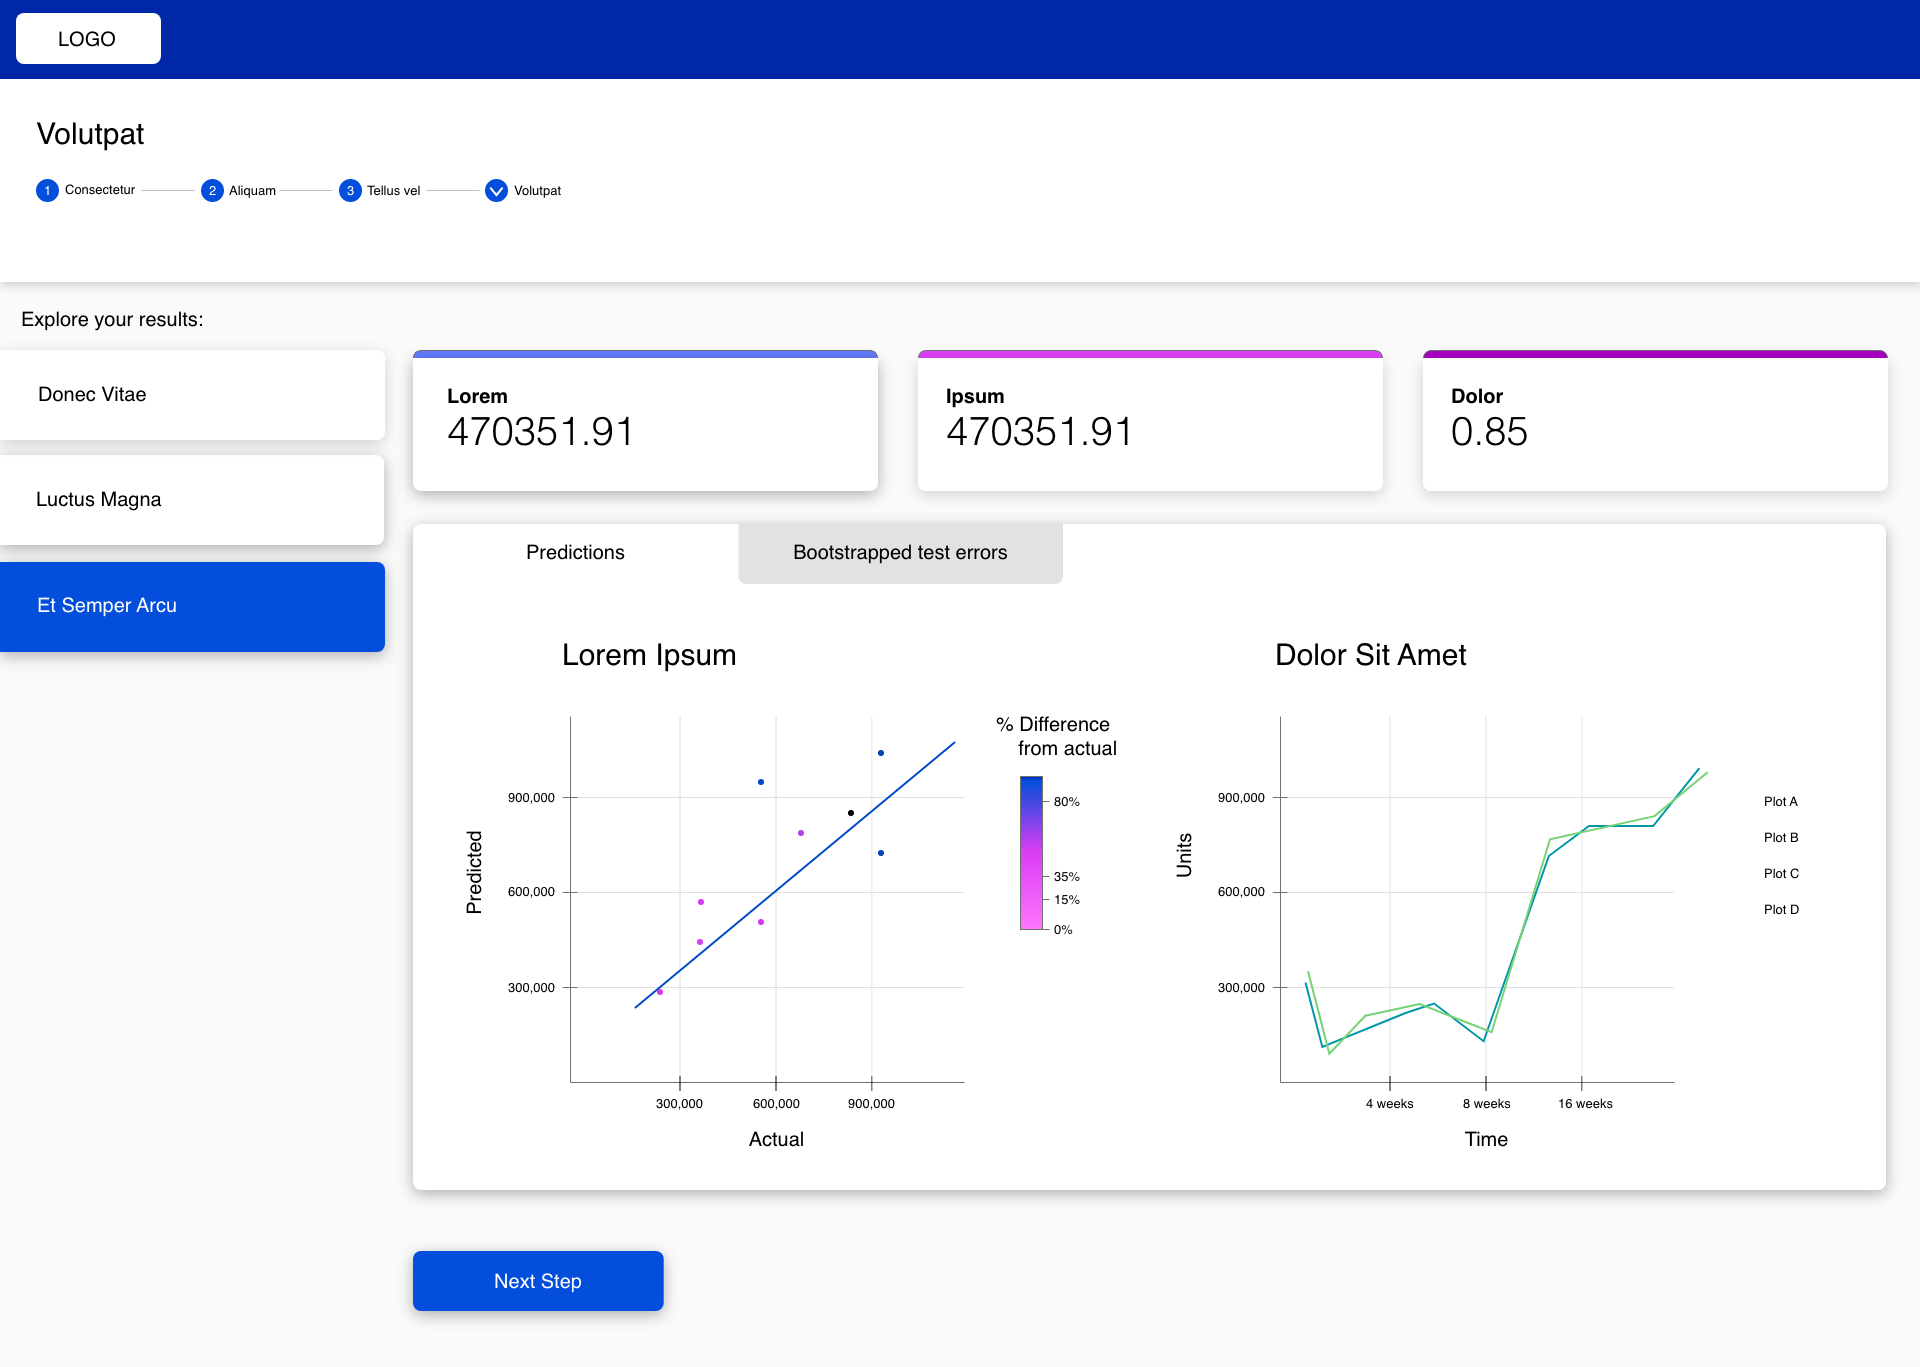 LOGO
Volutpat
1 Consectetur 2 Aliquam 3 Tellus vel Volutpat
Explore your results:
Donec Vitae
Luctus Magna
Et Semper Arcu
Lorem
470351.91
Ipsum
470351.91
Dolor
0.85
Predictions
Bootstrapped test errors
Lorem Ipsum
Predicted
900,000
600,000
300,000
300,000 600,000 900,000
Actual
% Difference
from actual
80%
35%
15%
0%
Dolor Sit Amet
Units
900,000
600,000
300,000
4 weeks 8 weeks 16 weeks
Time
Plot A
Plot B
Plot C
Plot D
Next Step